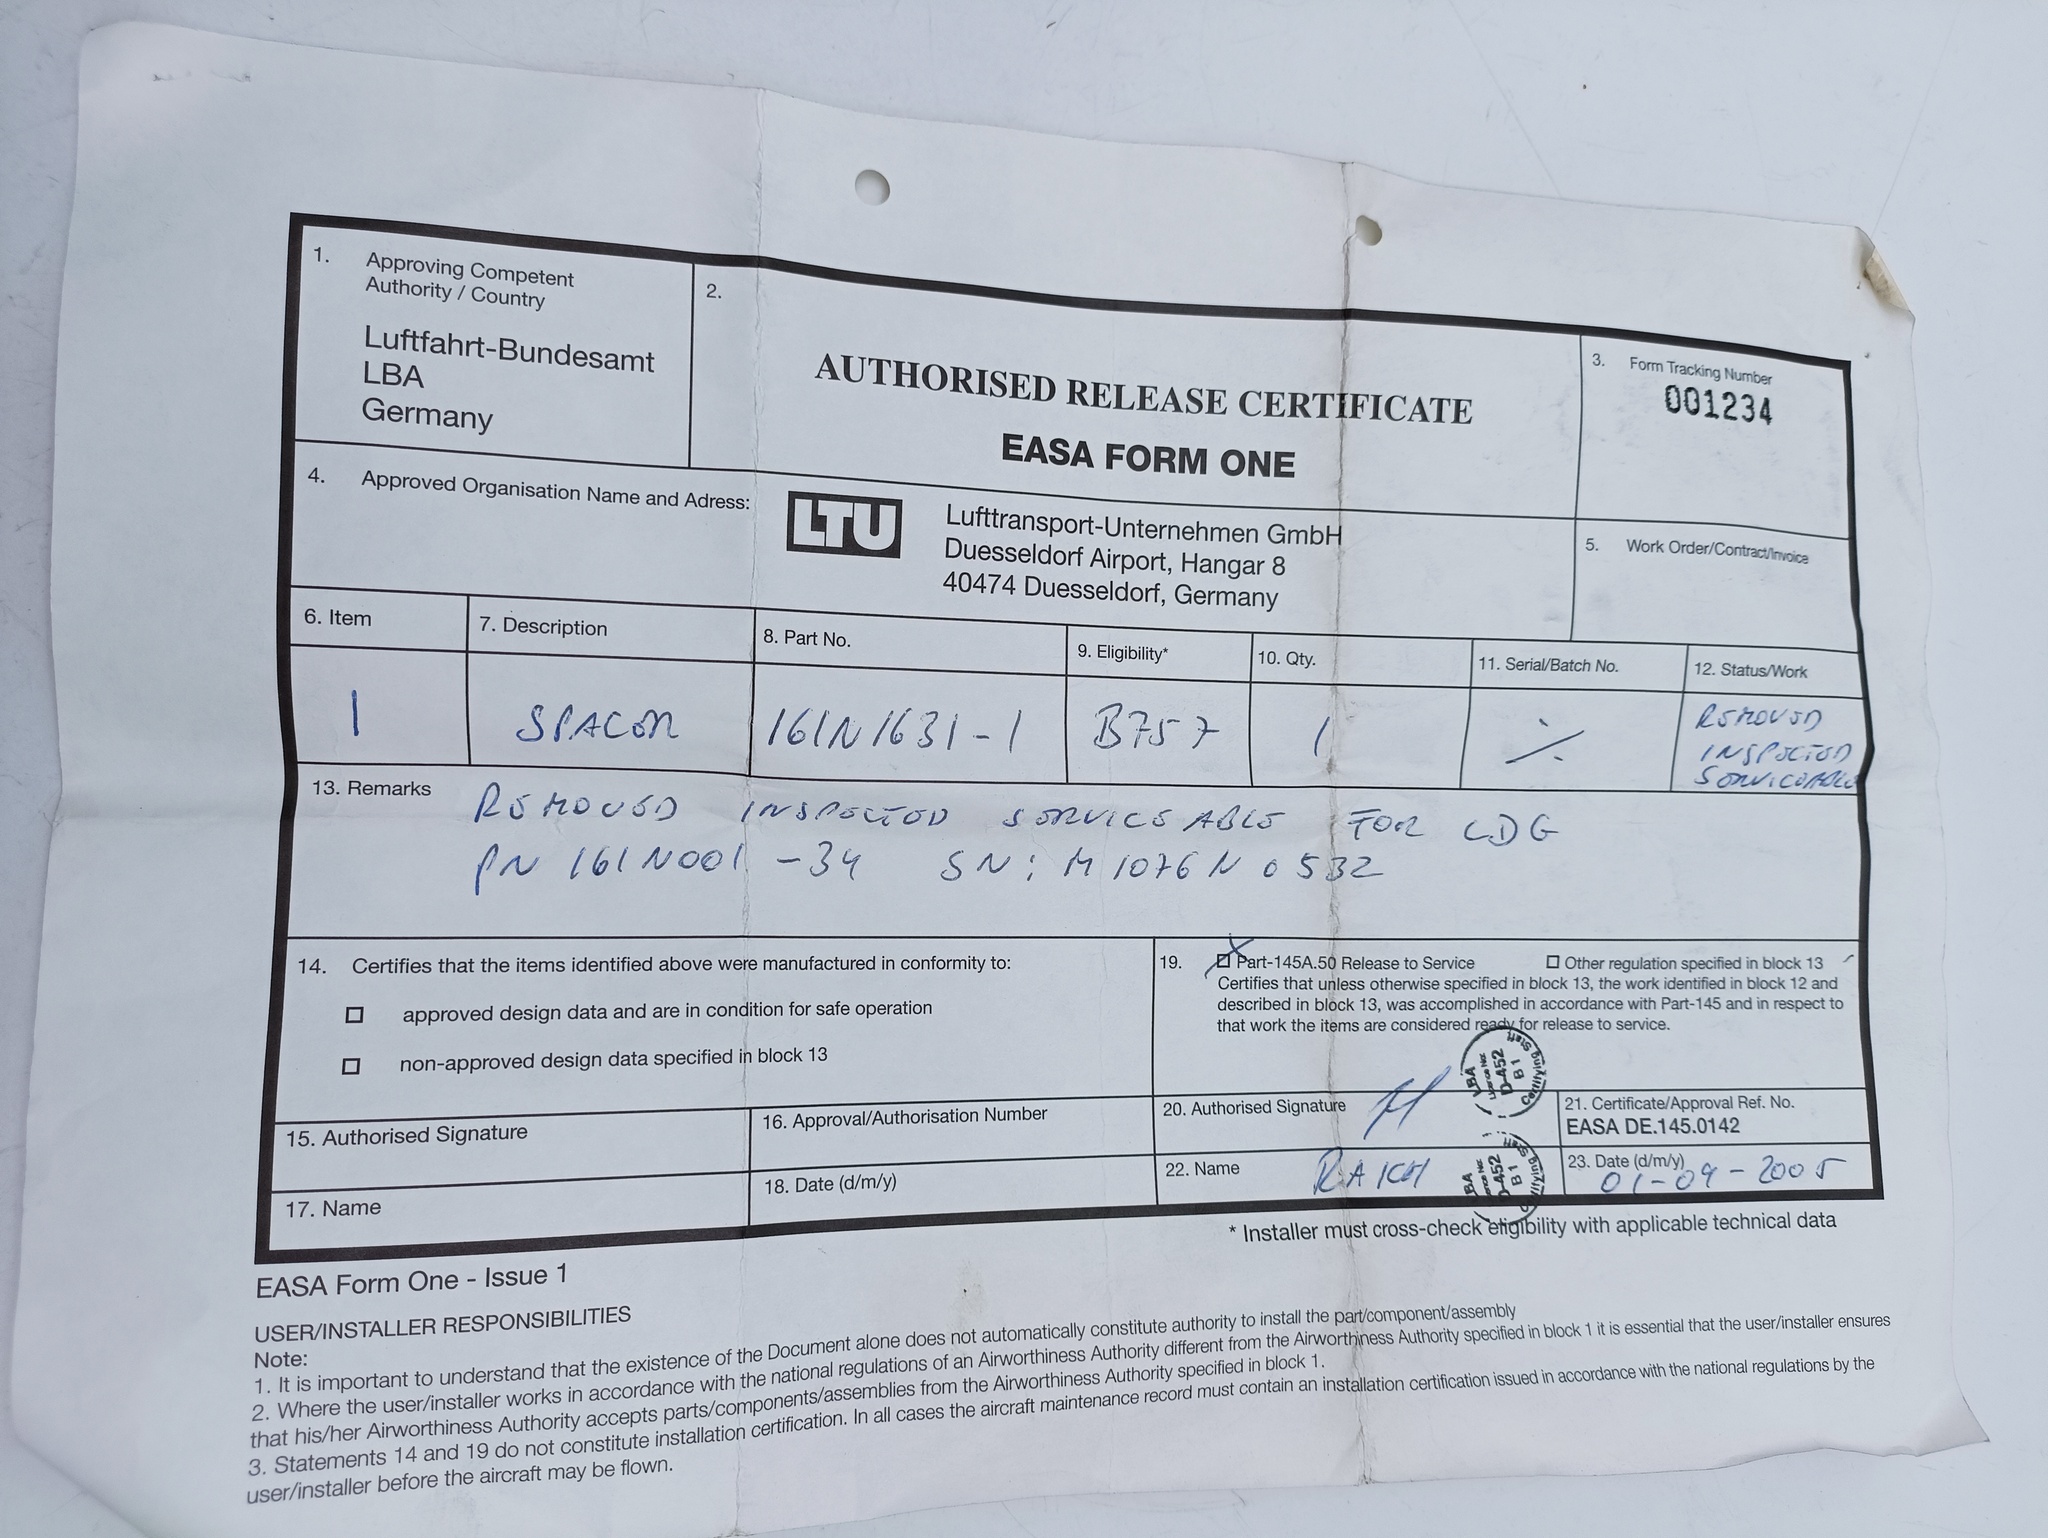 1. Approving Competent
Authority / Country
Luftfahrt-Bundesamt
LBA
Germany
2.
AUTHORISED RELEASE CERTIFICATE
EASA FORM ONE
3. Form Tracking Number
001234
4. Approved Organisation Name and Adress:
LTU
Lufttransport-Unternehmen GmbH
Duesseldorf Airport, Hangar 8
40474 Duesseldorf, Germany
5. Work Order/Contract/Invoice
6. Item 7. Description 8. Part No. 9. Eligibility* 10. Qty. 11. Serial/Batch No. 12. Status/Work
1 SPACER 161N1631-1 B757 1 ⁒ REMOVED
INSPECTED
SERVICEABLE
13. Remarks REMOVED INSPECTED SERVICEABLE FOR LDG
PN 161N001-34 SN: M1076N0532
14. Certifies that the items identified above were manufactured in conformity to:
approved design data and are in condition for safe operation
non-approved design data specified in block 13
15. Authorised Signature
16. Approval/Authorisation Number
17. Name
18. Date (d/m/y)
19. Part-145A.50 Release to Service Other regulation specified in block 13
Certifies that unless otherwise specified in block 13, the work identified in block 12 and
described in block 13, was accomplished in accordance with Part-145 and in respect to
that work the items are considered ready for release to service.
LBA
D-452
B1
Certifying Staff
20. Authorised Signature
21. Certificate/Approval Ref. No.
EASA DE.145.0142
22. Name RAICH
LBA
D-452
B1
23. Date (d/m/y)
01-09-2005
* Installer must cross-check eligibility with applicable technical data
EASA Form One - Issue 1
USER/INSTALLER RESPONSIBILITIES
Note:
1. It is important to understand that the existence of the Document alone does not automatically constitute authority to install the part/component/assembly
2. Where the user/installer works in accordance with the national regulations of an Airworthiness Authority different from the Airworthiness Authority specified in block 1 it is essential that the user/installer ensures
that his/her Airworthiness Authority accepts parts/components/assemblies from the Airworthiness Authority specified in block 1.
3. Statements 14 and 19 do not constitute installation certification. In all cases the aircraft maintenance record must contain an installation certification issued in accordance with the national regulations by the
user/installer before the aircraft may be flown.